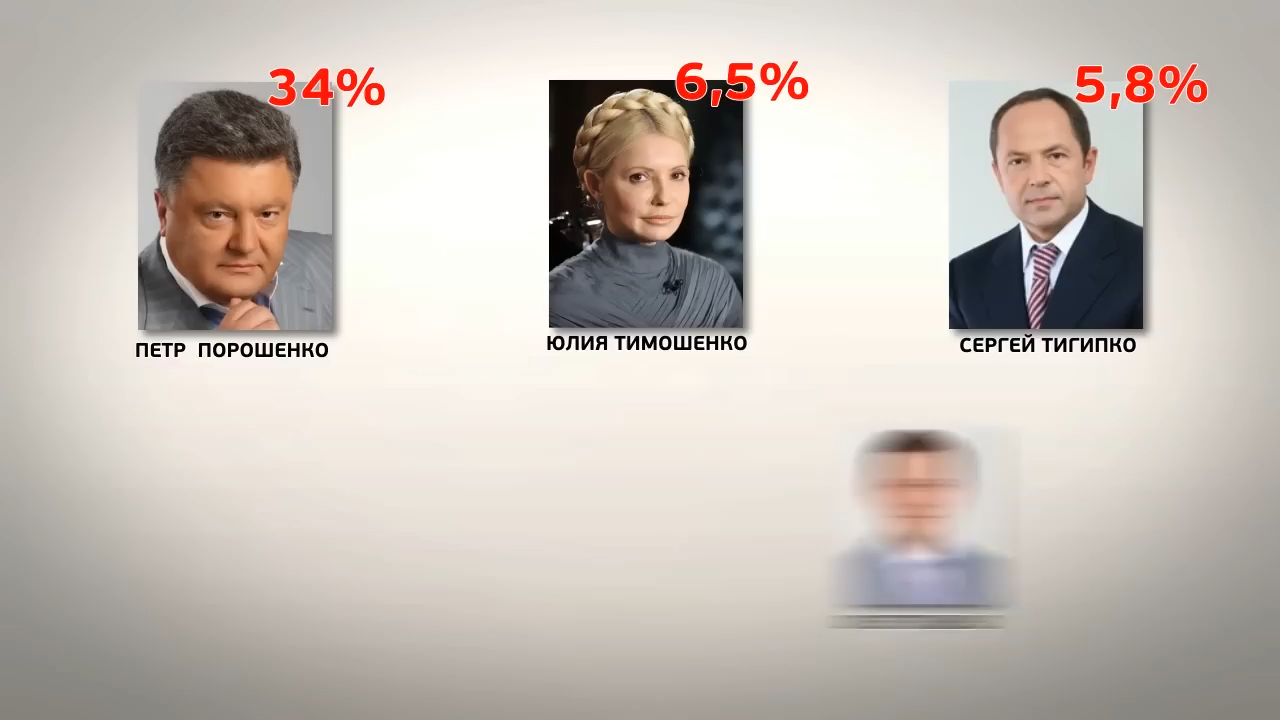 34%
6,5%
5,8%
ПЕТР ПОРОШЕНКО
ЮЛИЯ ТИМОШЕНКО
СЕРГЕЙ ТИГИПКО